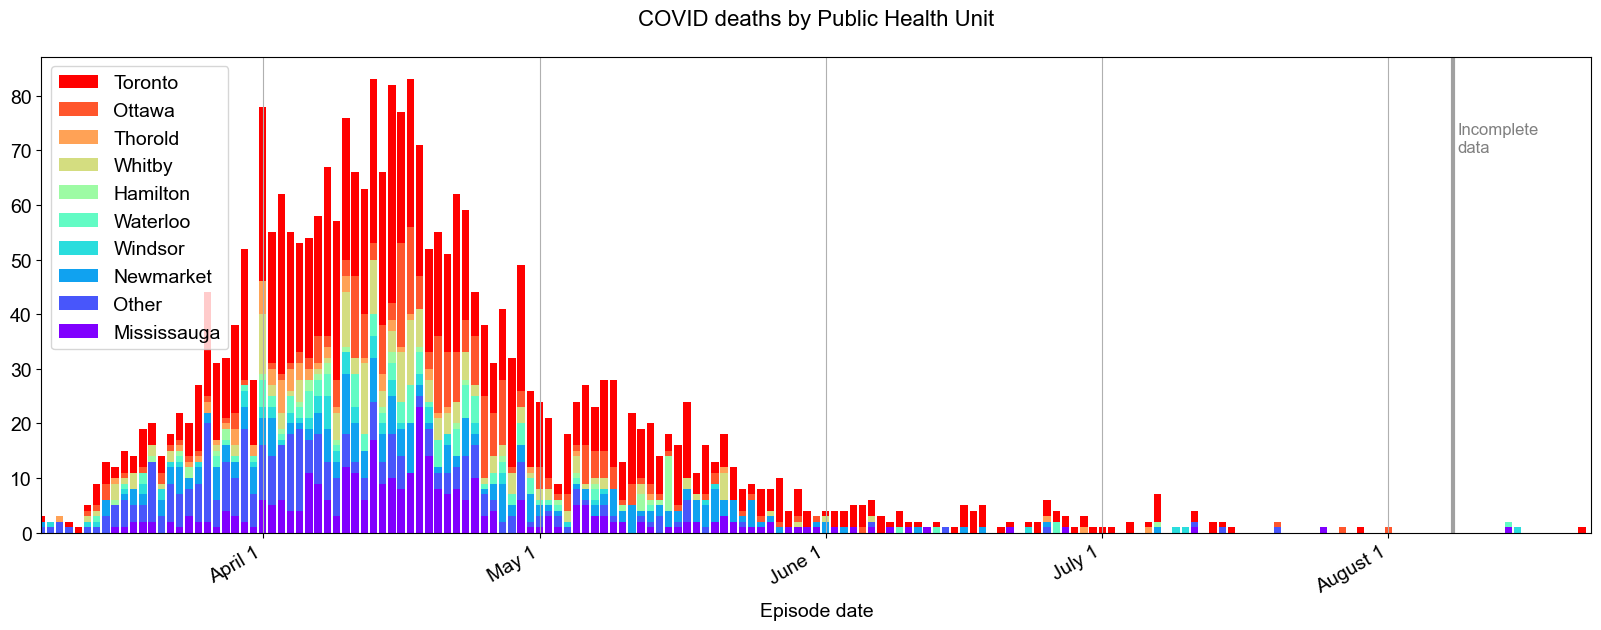 COVID deaths by Public Health Unit
Toronto
Ottawa
Thorold
Whitby
Hamilton
Waterloo
Windsor
Newmarket
Other
Mississauga
80
70
60
50
40
30
20
10
0
Incomplete
data
April 1
May 1
June 1
July 1
August 1
Episode date